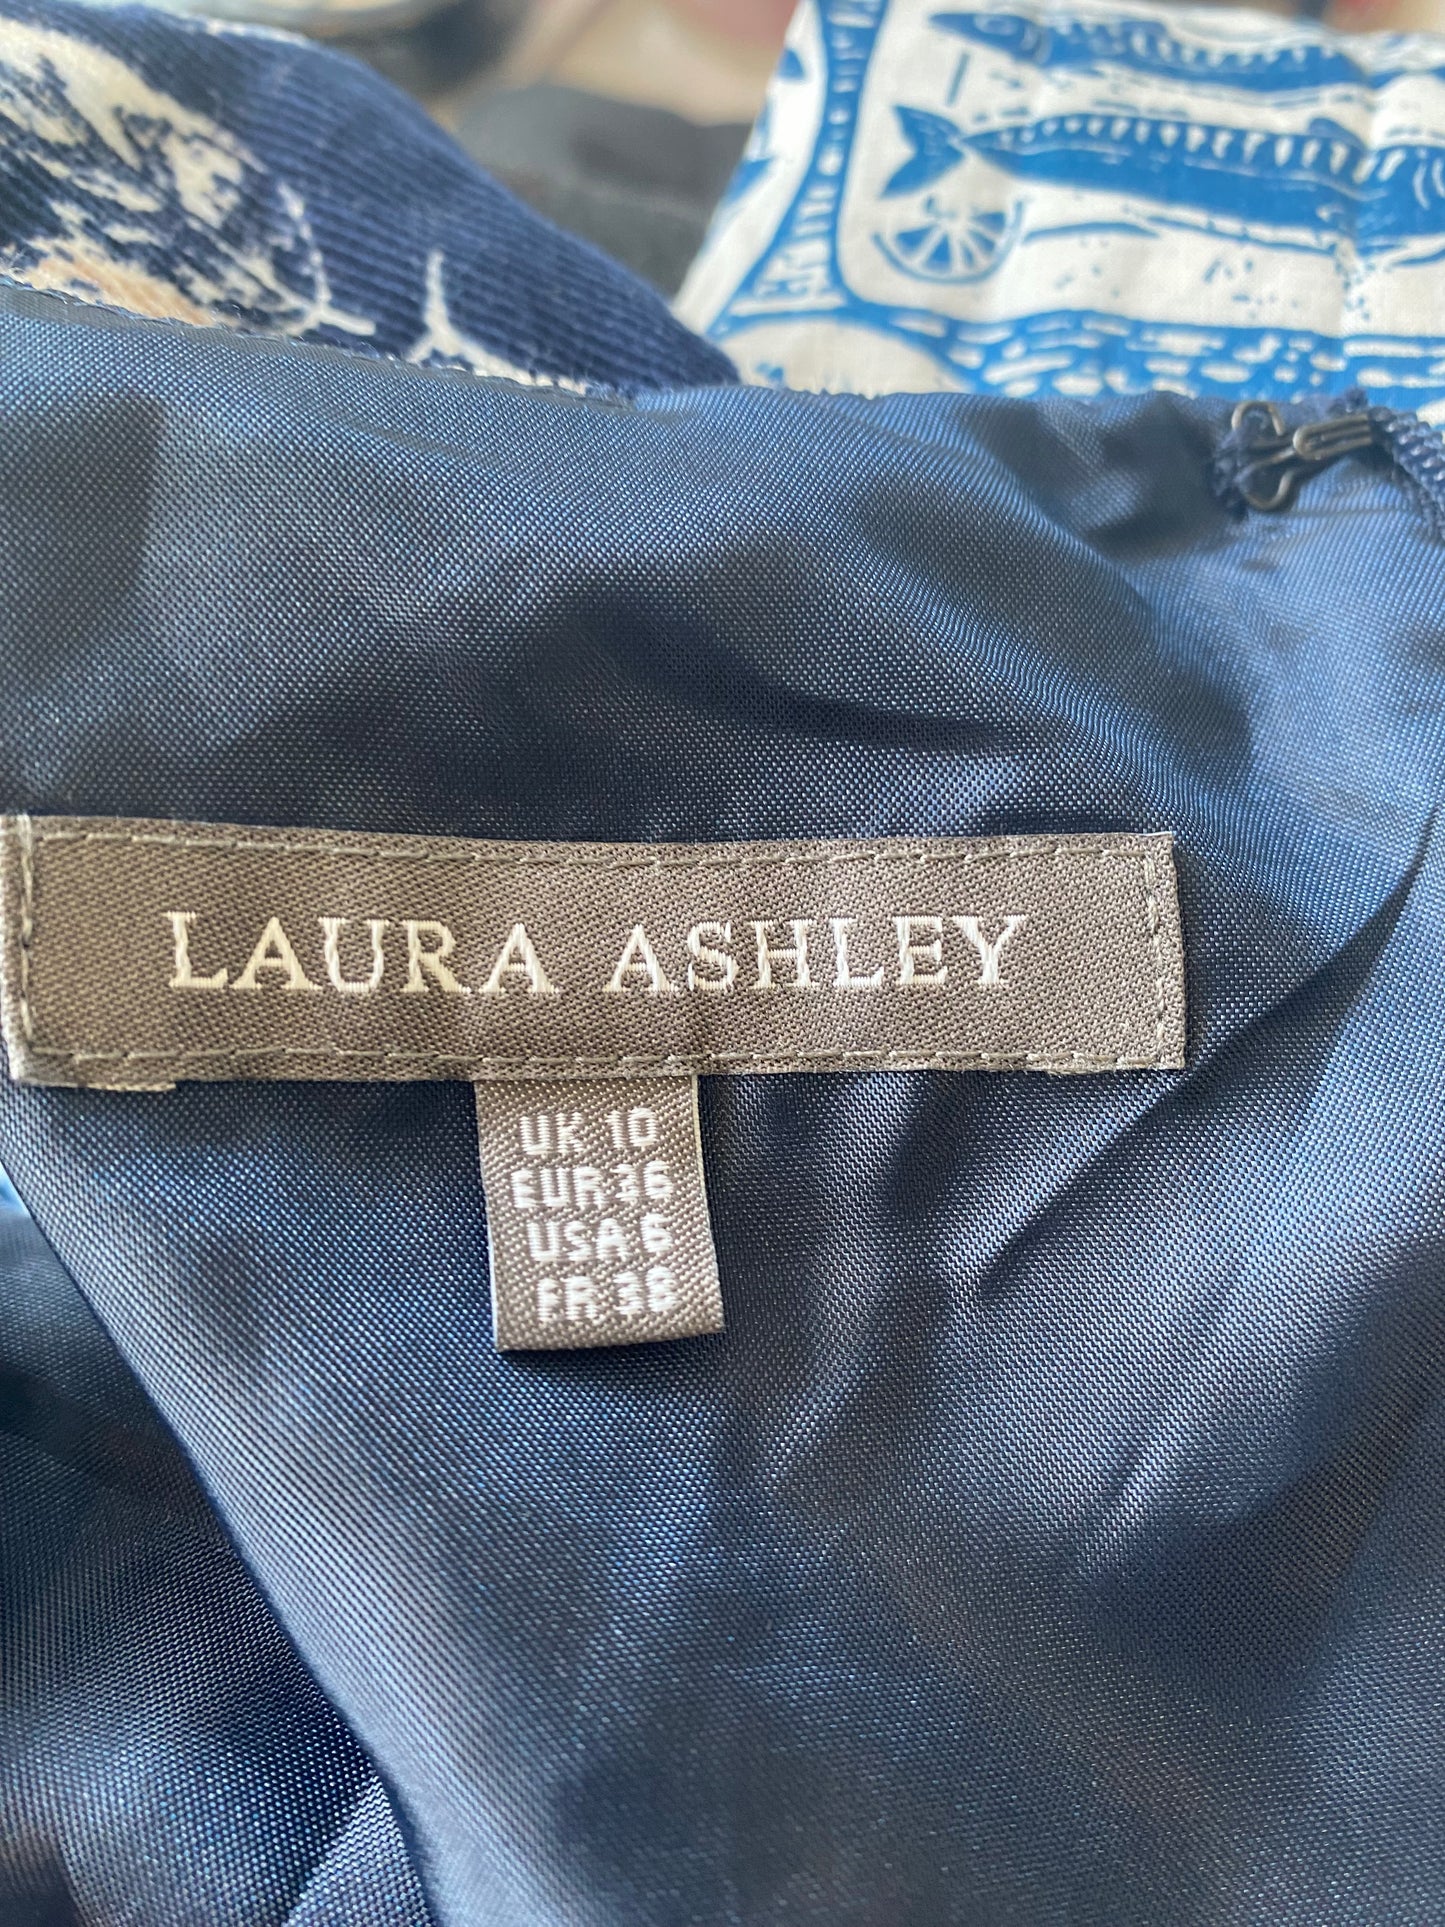 LAURA ASHLEY
UK 10
EUR 36
USA 6
FR 38